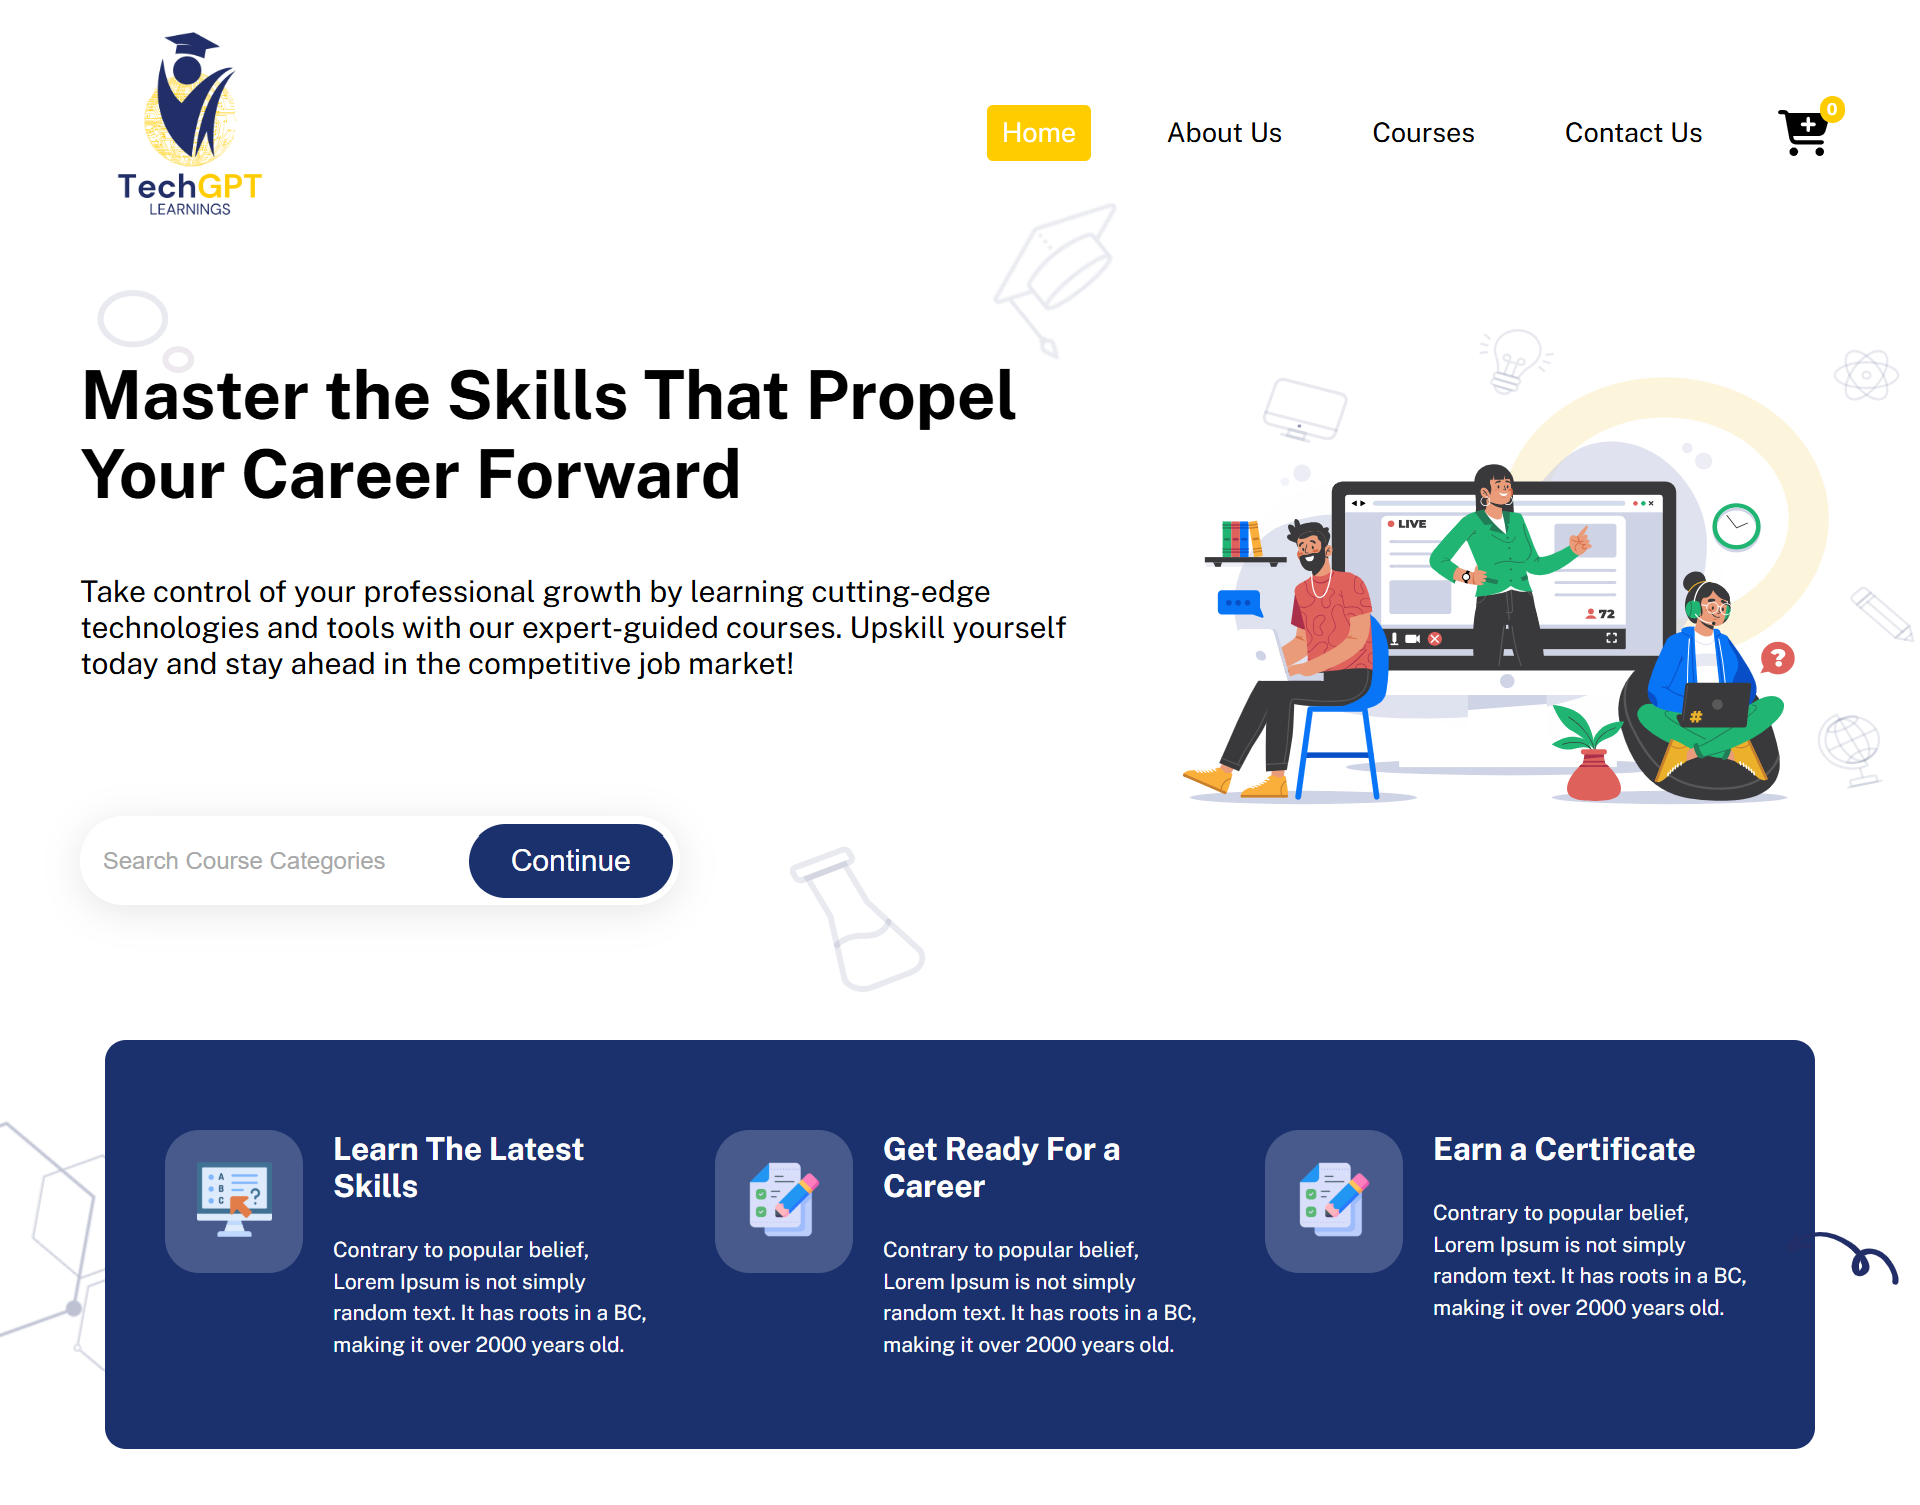 TechGPT
LEARNINGS
Home
About Us
Courses
Contact Us
0
Master the Skills That Propel
Your Career Forward
Take control of your professional growth by learning cutting-edge
technologies and tools with our expert-guided courses. Upskill yourself
today and stay ahead in the competitive job market!
LIVE
72
?
#
Search Course Categories
Continue
A
B
C
?
Learn The Latest
Skills
Contrary to popular belief,
Lorem Ipsum is not simply
random text. It has roots in a BC,
making it over 2000 years old.
Get Ready For a
Career
Contrary to popular belief,
Lorem Ipsum is not simply
random text. It has roots in a BC,
making it over 2000 years old.
Earn a Certificate
Contrary to popular belief,
Lorem Ipsum is not simply
random text. It has roots in a BC,
making it over 2000 years old.